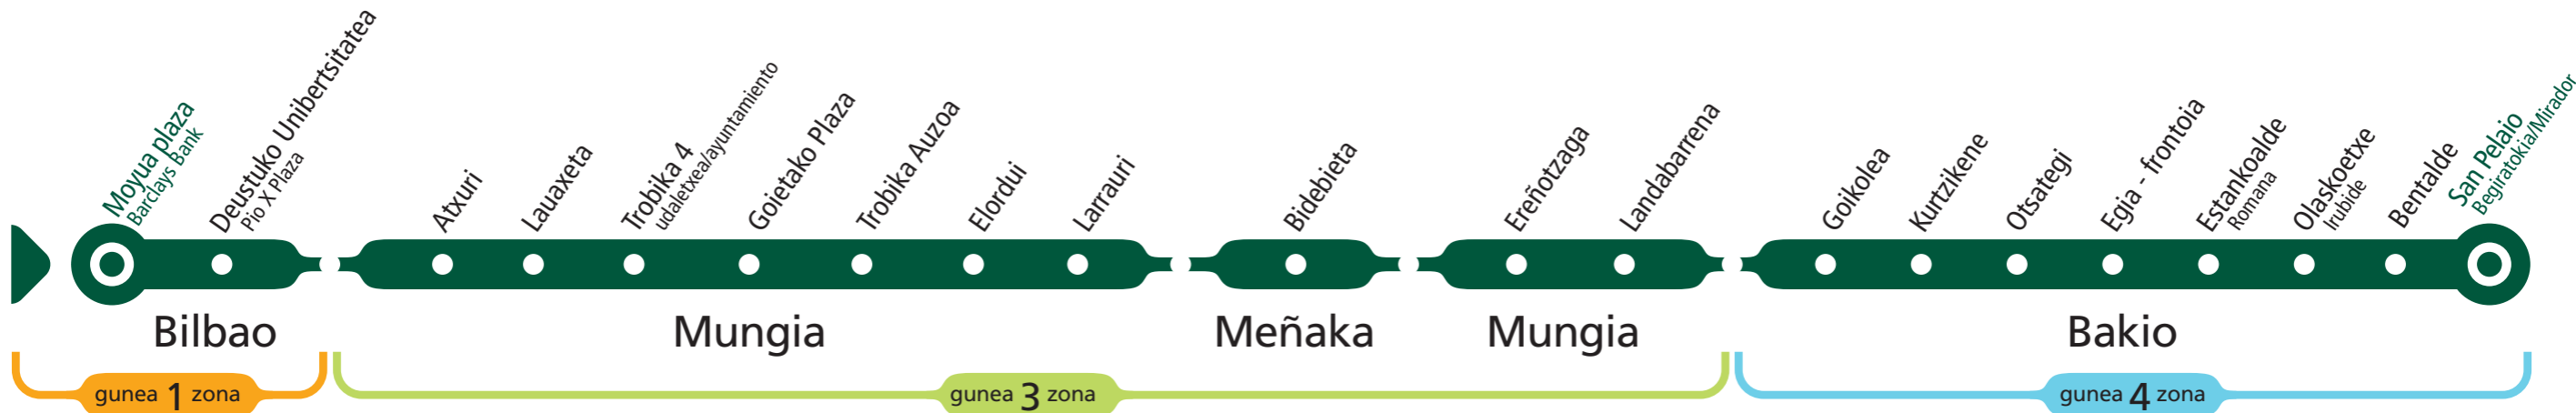 Moyua plaza
Barclays Bank
Deustuko Unibertsitatea
Pio X Plaza
Atxuri
Lauaxeta
Trobika 4
udaletxea/ayuntamiento
Goietako Plaza
Trobika Auzoa
Elordui
Larrauri
Bidebieta
Ereñotzaga
Landabarrena
Goikolea
Kurtzikene
Otsategi
Egia - frontoia
Estankoalde
Romana
Olaskoetxe
Irubide
Bentalde
San Pelaio
Begiratokia/Mirador
Bilbao
Mungia
Meñaka
Mungia
Bakio
gunea 1 zona
gunea 3 zona
gunea 4 zona